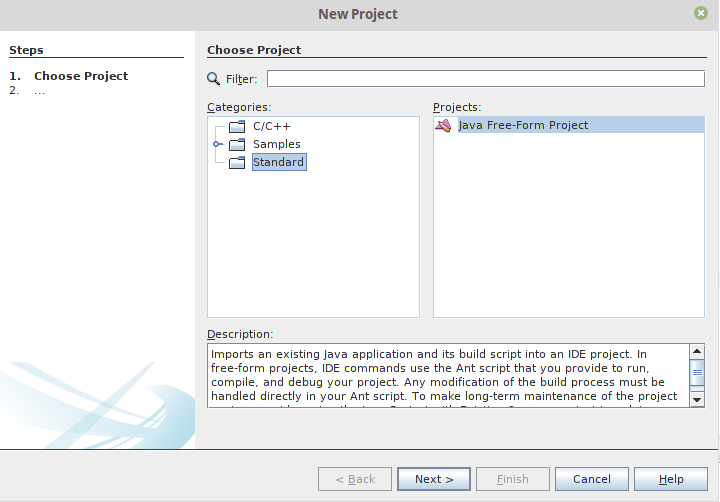 New Project
Steps
1. Choose Project
2. ...
Choose Project
Filter:
Categories:
C/C++
Samples
Standard
Projects:
Java Free-Form Project
Description:
Imports an existing Java application and its build script into an IDE project. In
free-form projects, IDE commands use the Ant script that you provide to run,
compile, and debug your project. Any modification of the build process must be
handled directly in your Ant script. To make long-term maintenance of the project
< Back
Next >
Finish
Cancel
Help